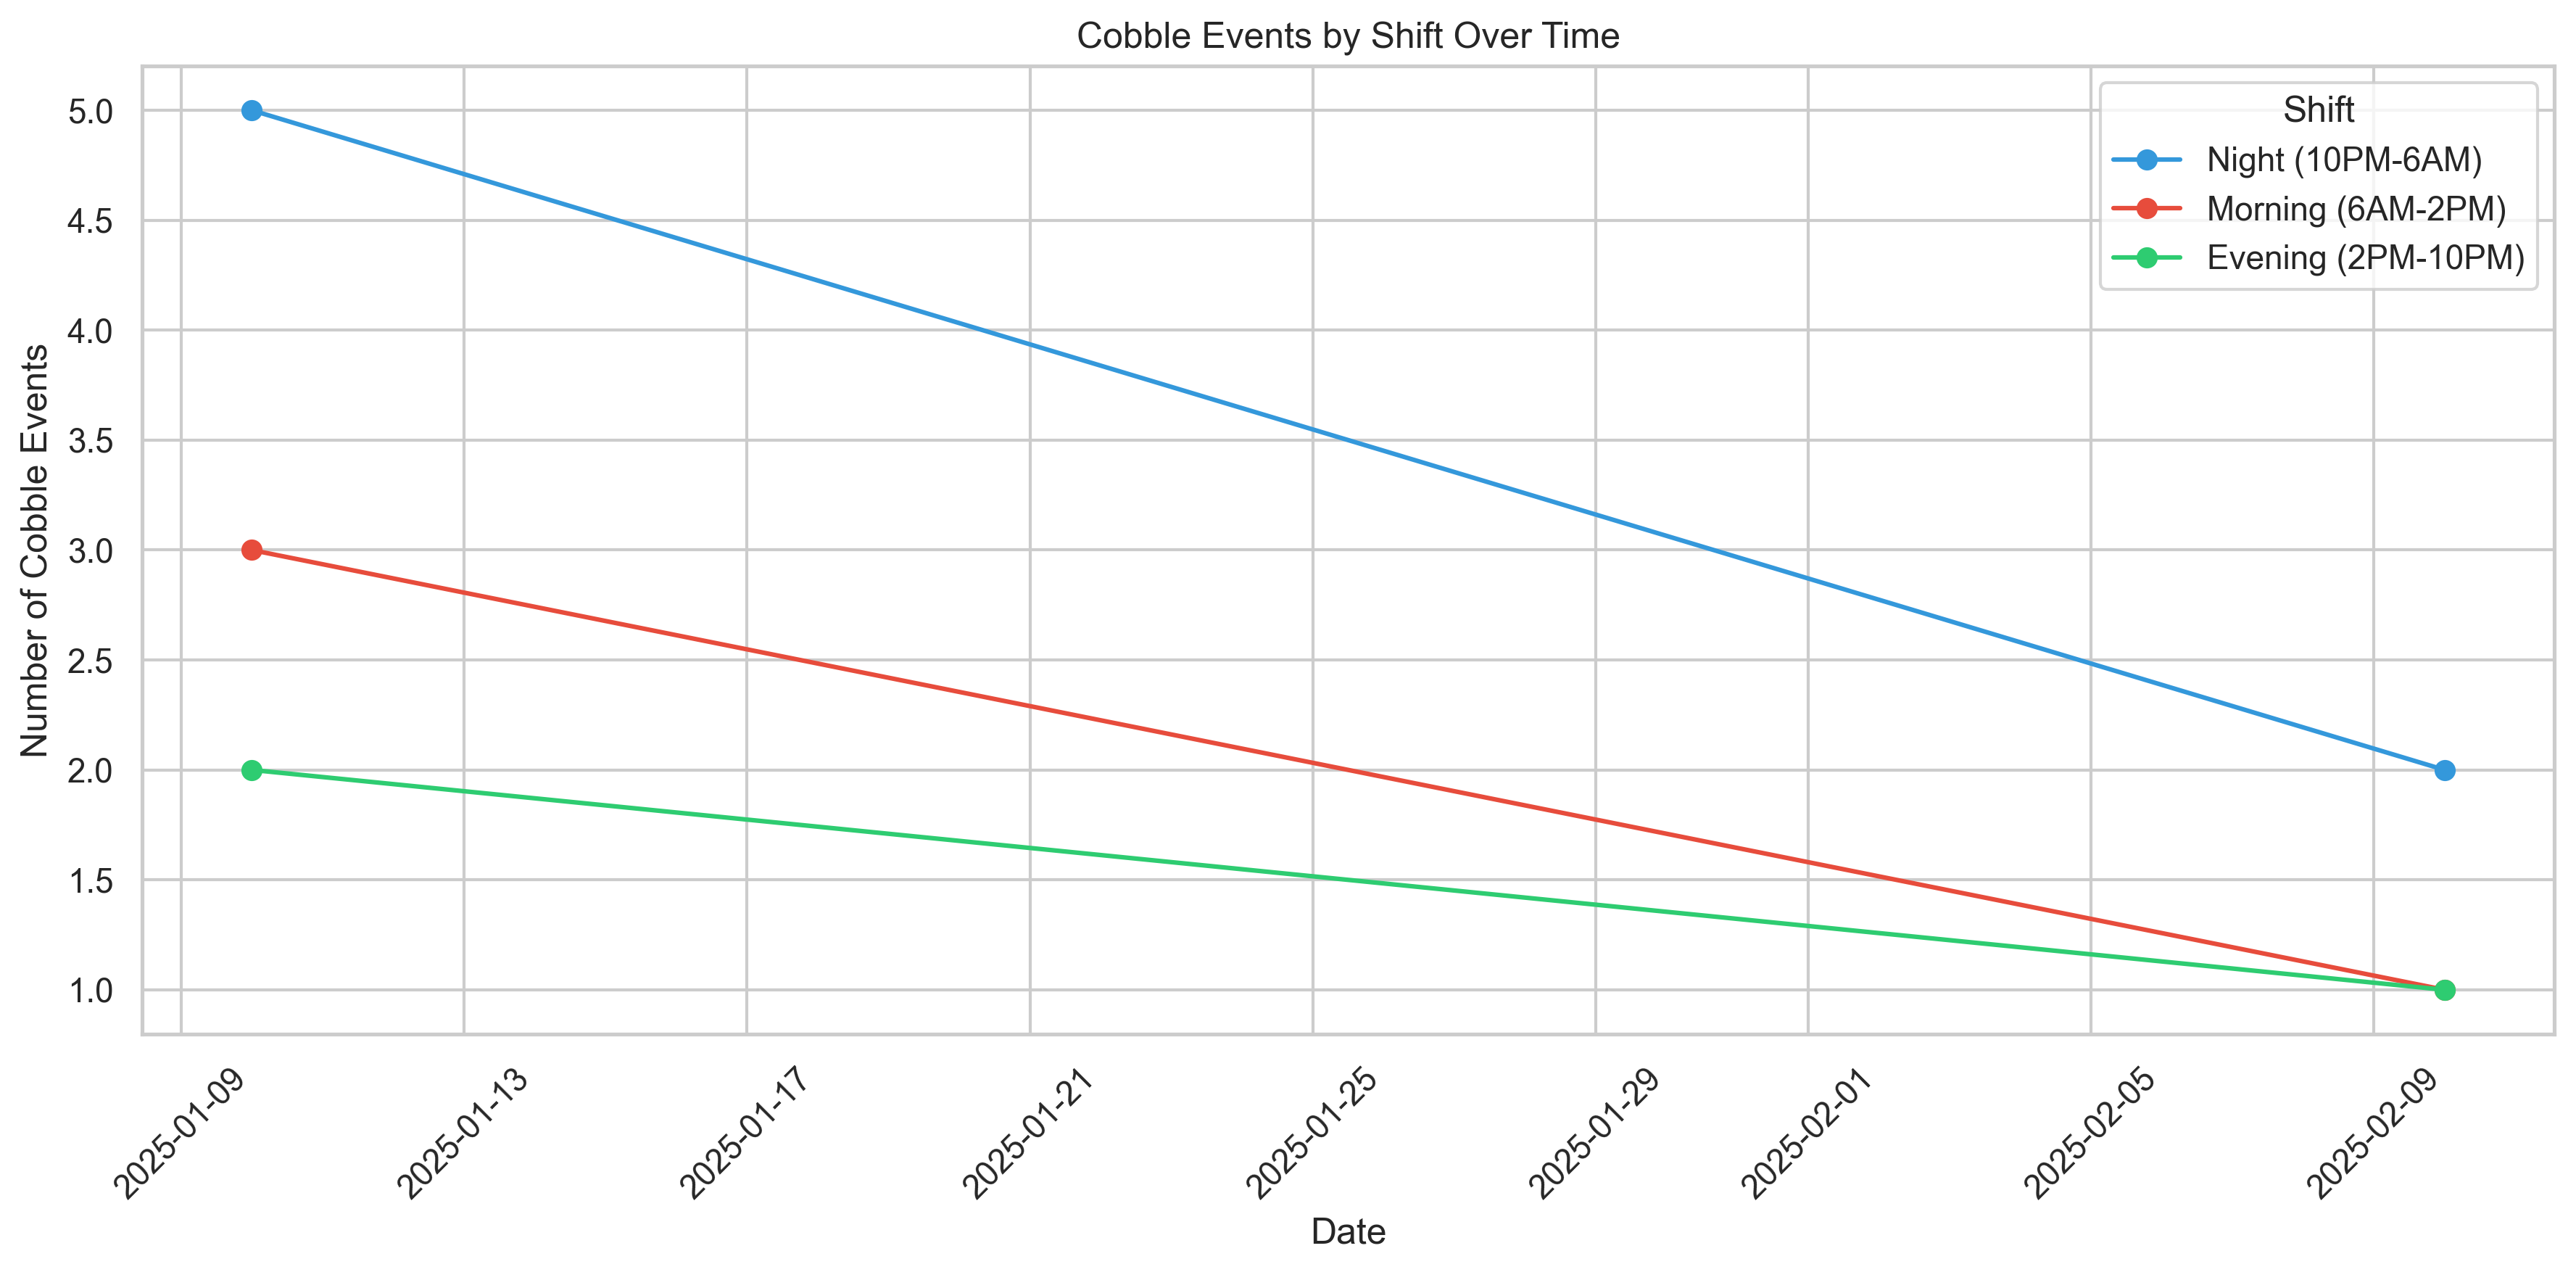 Cobble Events by Shift Over Time
Shift
Night (10PM-6AM)
Morning (6AM-2PM)
Evening (2PM-10PM)
Number of Cobble Events
5.0
4.5
4.0
3.5
3.0
2.5
2.0
1.5
1.0
2025-01-09
2025-01-13
2025-01-17
2025-01-21
2025-01-25
2025-01-29
2025-02-01
2025-02-05
2025-02-09
Date